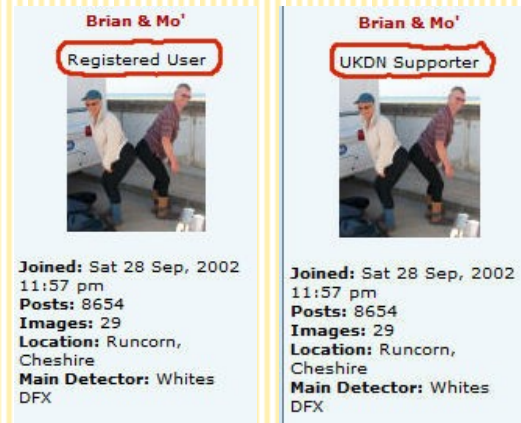 Brian & Mo'
Registered User
Joined: Sat 28 Sep, 2002
11:57 pm
Posts: 8654
Images: 29
Location: Runcorn,
Cheshire
Main Detector: Whites
DFX
Brian & Mo'
UKDN Supporter
Joined: Sat 28 Sep, 2002
11:57 pm
Posts: 8654
Images: 29
Location: Runcorn,
Cheshire
Main Detector: Whites
DFX